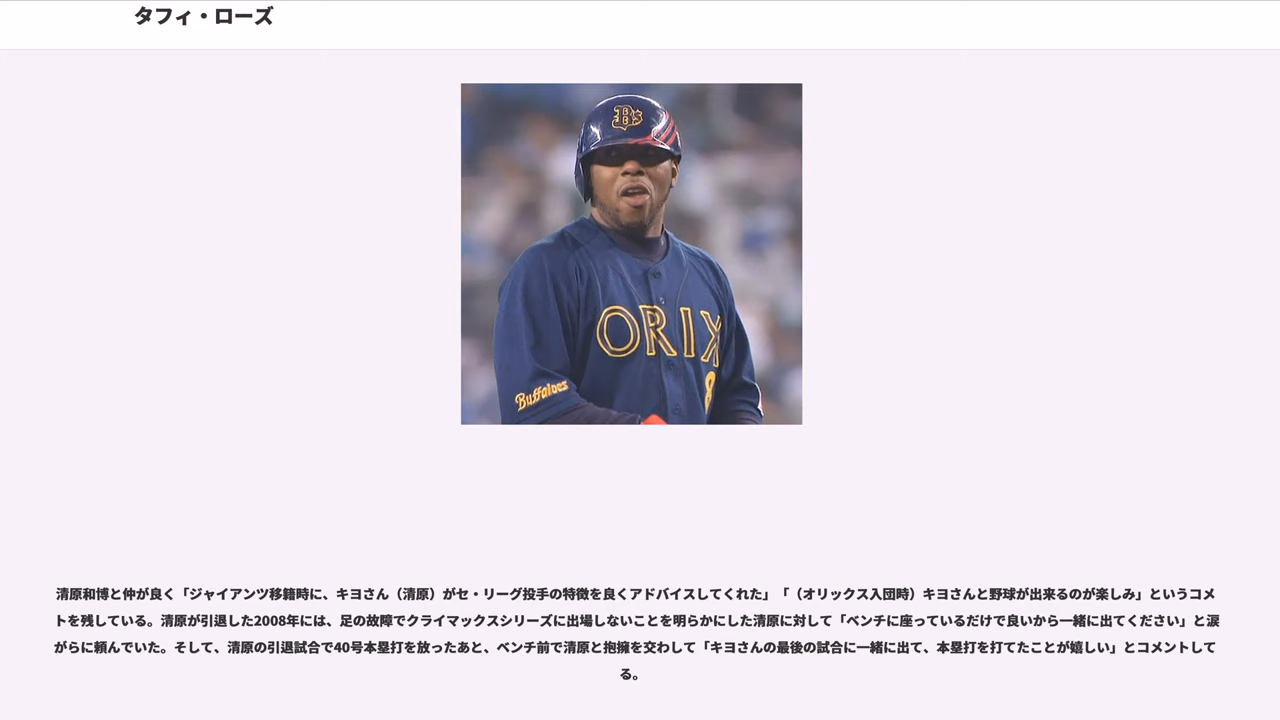 タフィ・ローズ
Bs
ORIX
8
Buffaloes
清原和博と仲が良く「ジャイアンツ移籍時に、キヨさん（清原）がセ・リーグ投手の特徴を良くアドバイスしてくれた」「（オリックス入団時）キヨさんと野球が出来るのが楽しみ」というコメ
トを残している。清原が引退した2008年には、足の故障でクライマックスシリーズに出場しないことを明らかにした清原に対して「ベンチに座っているだけで良いから一緒に出てください」と涙
がらに頼んでいた。そして、清原の引退試合で40号本塁打を放ったあと、ベンチ前で清原と抱擁を交わして「キヨさんの最後の試合に一緒に出て、本塁打を打てたことが嬉しい」とコメントして
る。